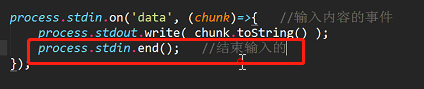 process.stdin.on('data', (chunk)=>{   //输入内容的事件
    process.stdout.write( chunk.toString() );
    process.stdin.end();   //结束输入的
});